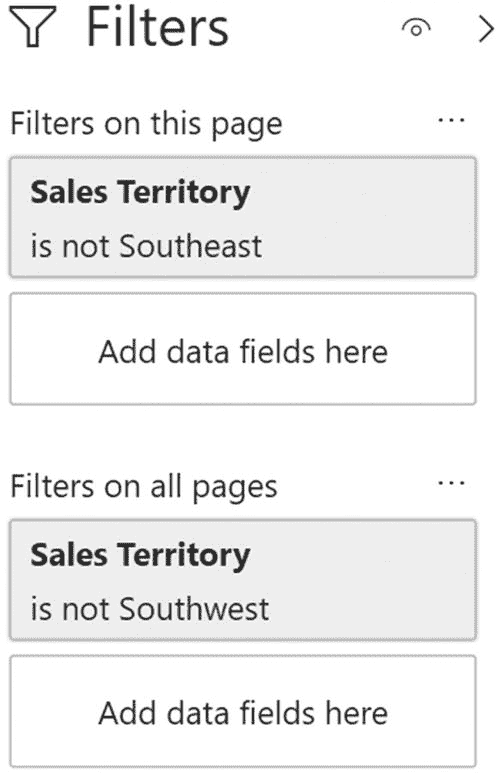 Filters
Filters on this page ...
Sales Territory
is not Southeast
Add data fields here
Filters on all pages ...
Sales Territory
is not Southwest
Add data fields here